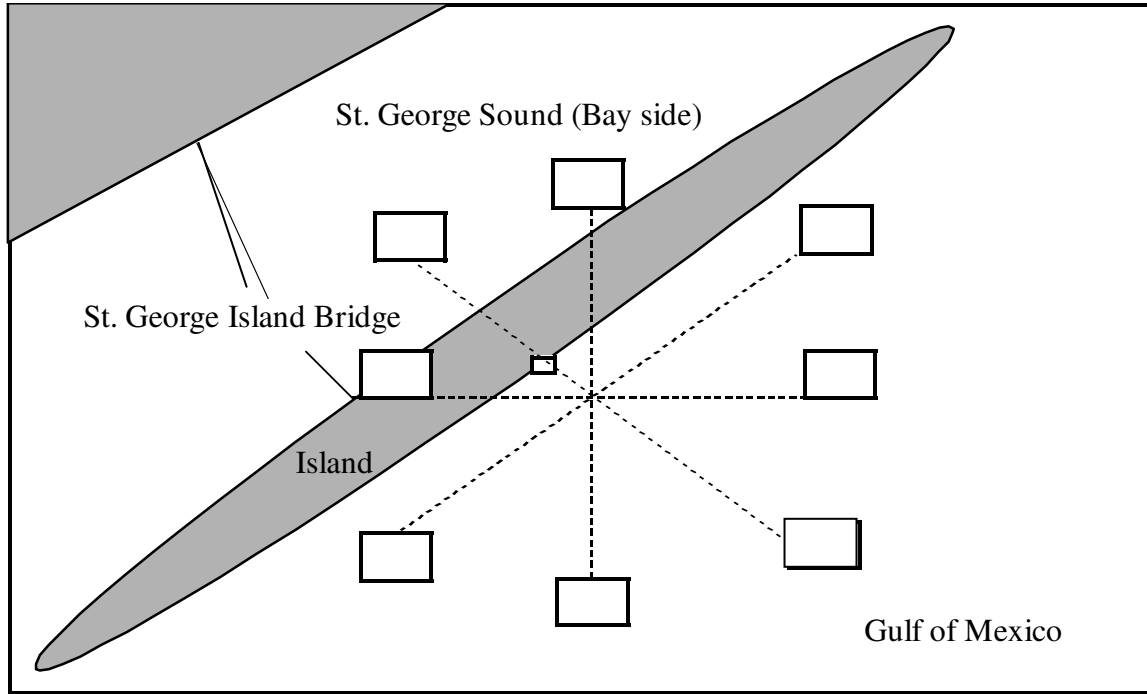 St. George Sound (Bay side)
St. George Island Bridge
Island
Gulf of Mexico